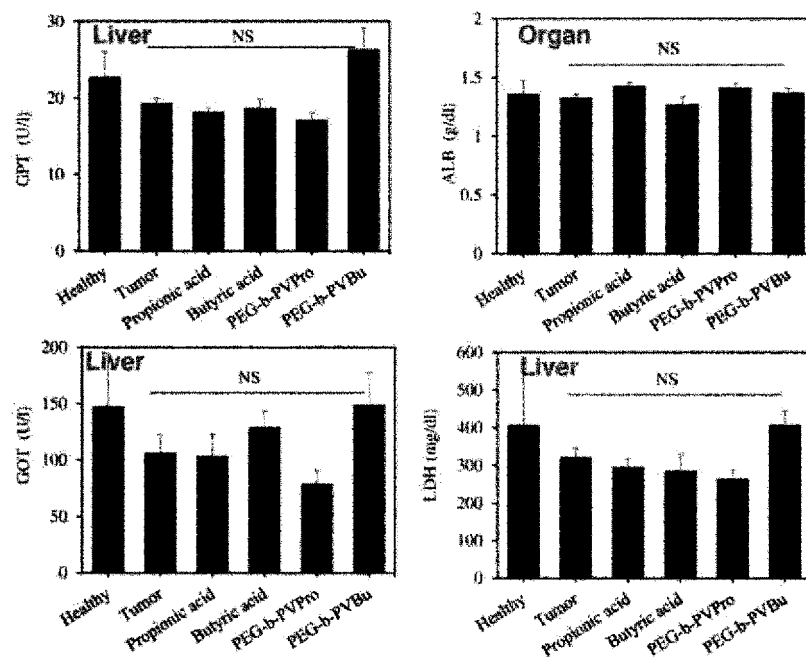 Liver
NS
GPT (U/l)
30
20
10
0
Healthy
Tumor
Propionic acid
Butyric acid
PEG-b-PVPro
PEG-b-PVBu
Organ
NS
ALB (g/dl)
2
1.5
1
1.5
0
Healthy
Tumor
Propionic acid
Butyric acid
PEG-b-PVPro
PEG-b-PVBu
Liver
NS
GOT (U/l)
200
150
100
50
0
Healthy
Tumor
Propionic acid
Butyric acid
PEG-b-PVPro
PEG-b-PVBu
Liver
NS
LDH (mg/dl)
600
500
400
300
400
100
000
Healthy
Tumor
Propionic acid
Butyric acid
PEG-b-PVPro
PEG-b-PVBu